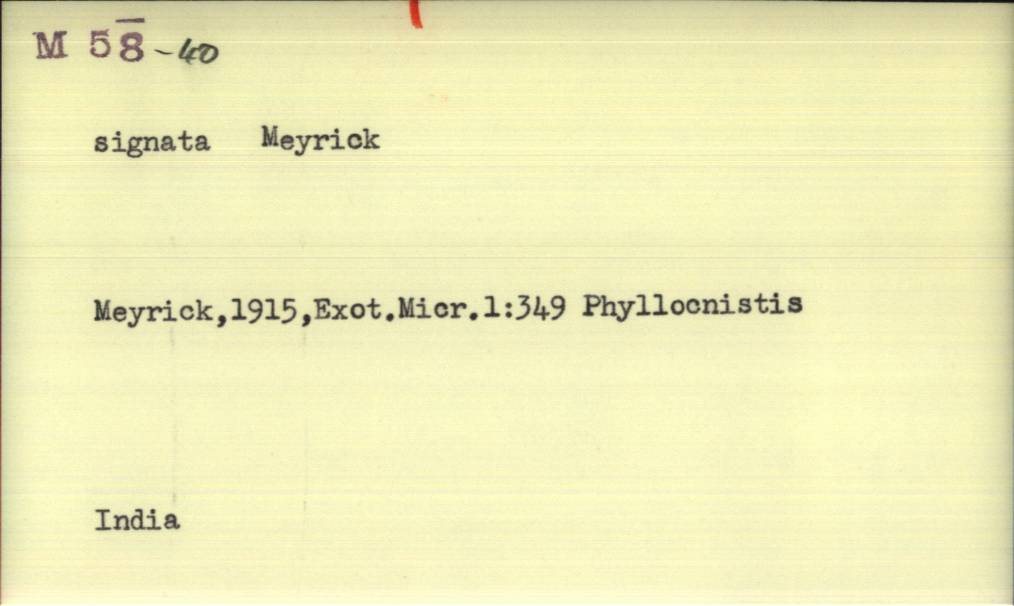 M 58-40
signata Meyrick
Meyrick,1915,Exot.Micr.1:349 Phyllocnistis
India